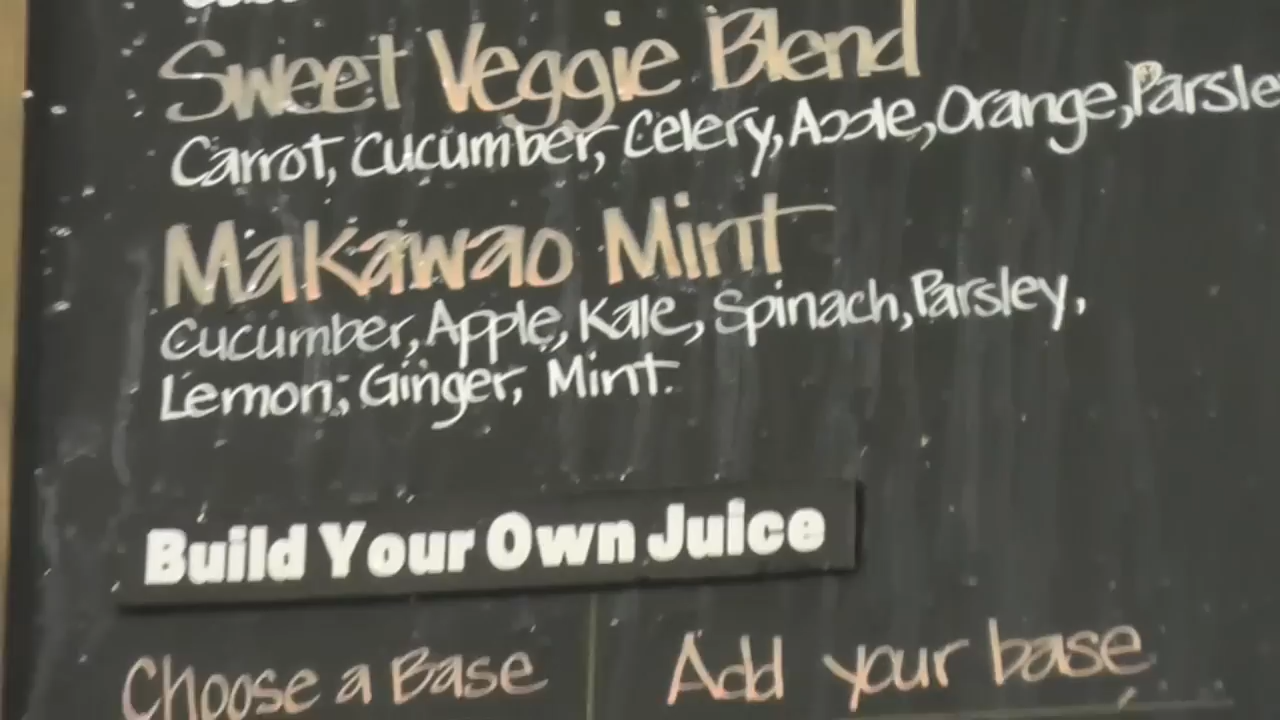 Sweet Veggie Blend
Carrot, Cucumber, Celery, Apple, Orange, Parsle
Makawao Mint
Cucumber, Apple, Kale, Spinach, Parsley,
Lemon, Ginger, Mint.
Build Your Own Juice
Choose a Base
Add your base